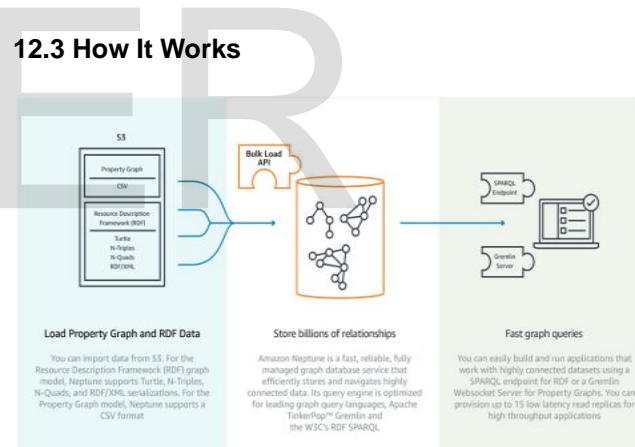 12.3 How It Works
ER
S3
Property Graph
CSV
Resource Description
Framework (RDF)
Turtle
N-Triples
N-Quads
RDF/XML
Bulk Load
API
SPARQL
Endpoint
Gremlin
Server
Load Property Graph and RDF Data
You can import data from S3. For the
Resource Description Framework (RDF) graph
model, Neptune supports Turtle, N-Triples,
N-Quads, and RDF/XML serializations. For the
Property Graph model, Neptune supports a
CSV format
Store billions of relationships
Amazon Neptune is a fast, reliable, fully
managed graph database service that
efficiently stores and navigates highly
connected data. Its query engine is optimized
for leading graph query languages, Apache
TinkerPop™ Gremlin and
the W3C's RDF SPARQL
Fast graph queries
You can easily build and run applications that
work with highly connected datasets using a
SPARQL endpoint for RDF or a Gremlin
Websocket Server for Property Graphs. You can
provision up to 15 low latency read replicas for
high throughput applications